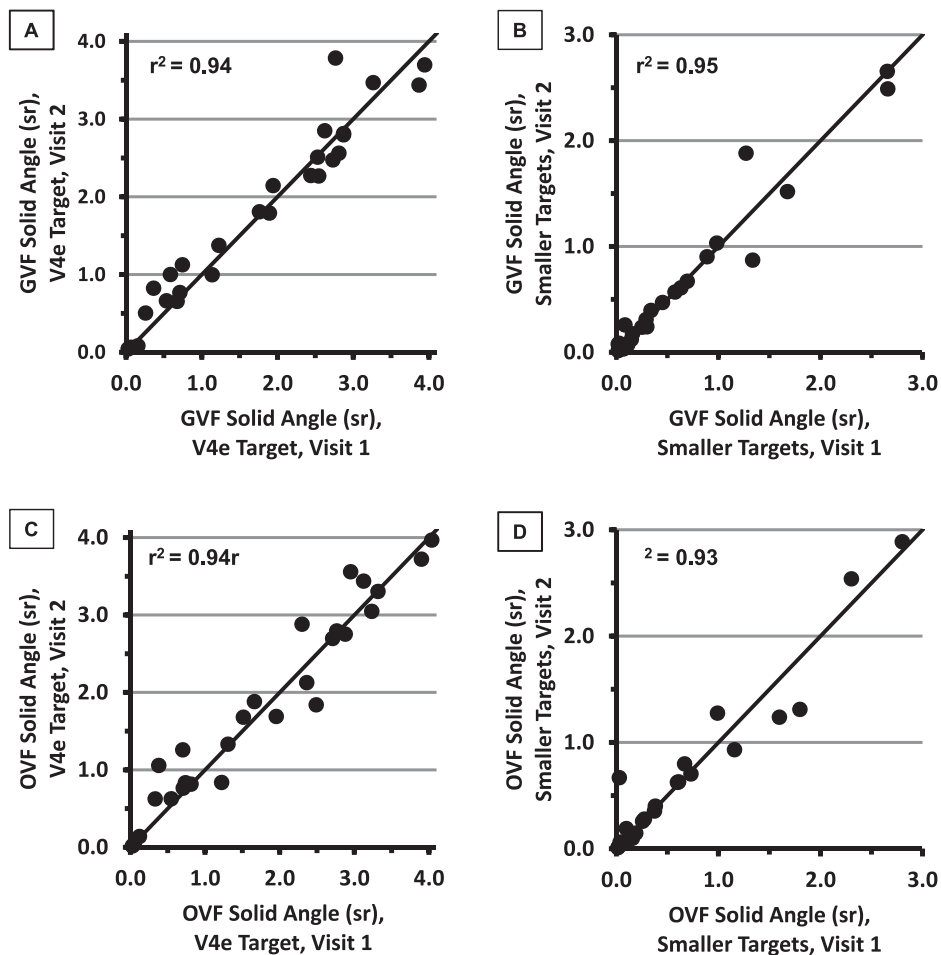 A
r² = 0.94
4.0
3.0
2.0
1.0
0.0
GVF Solid Angle (sr),
V4e Target, Visit 2
0.0 1.0 2.0 3.0 4.0
GVF Solid Angle (sr),
V4e Target, Visit 1
B
r² = 0.95
3.0
2.0
1.0
0.0
GVF Solid Angle (sr),
Smaller Targets, Visit 2
0.0 1.0 2.0 3.0
GVF Solid Angle (sr),
Smaller Targets, Visit 1
C
r² = 0.94r
4.0
3.0
2.0
1.0
0.0
OVF Solid Angle (sr),
V4e Target, Visit 2
0.0 1.0 2.0 3.0 4.0
OVF Solid Angle (sr),
V4e Target, Visit 1
D
² = 0.93
3.0
2.0
1.0
0.0
OVF Solid Angle (sr),
Smaller Targets, Visit 2
0.0 1.0 2.0 3.0
OVF Solid Angle (sr),
Smaller Targets, Visit 1